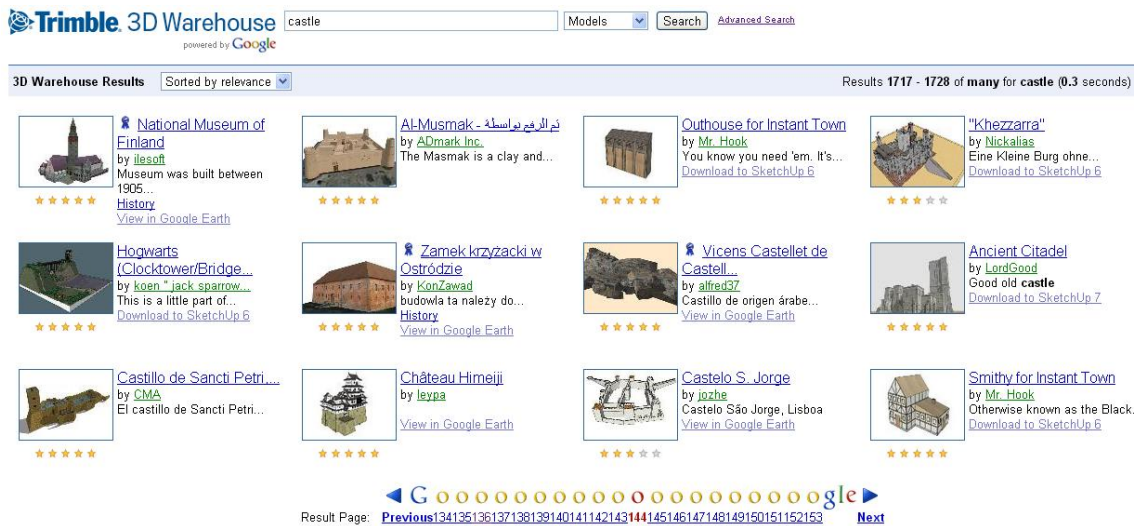 Trimble. 3D Warehouse
powered by Google
castle
Models
Search
Advanced Search
3D Warehouse Results
Sorted by relevance
Results 1717 - 1728 of many for castle (0.3 seconds)
National Museum of
Finland
by ilesoft
Museum was built between
1905...
History
View in Google Earth
Al-Musmak - تم الرفع بواسطة
by ADmark Inc.
The Masmak is a clay and...
Outhouse for Instant Town
by Mr. Hook
You know you need 'em. It's...
Download to SketchUp 6
"Khezzarra"
by Nickalias
Eine Kleine Burg ohne...
Download to SketchUp 6
Hogwarts
(Clocktower/Bridge...
by koen " jack sparrow...
This is a little part of...
Download to SketchUp 6
Zamek krzyżacki w
Ostródzie
by KonZawad
budowla ta należy do...
History
View in Google Earth
Vicens Castellet de
Castell...
by alfred37
Castillo de origen árabe...
View in Google Earth
Ancient Citadel
by LordGood
Good old castle
Download to SketchUp 7
Castillo de Sancti Petri,...
by CMA
El castillo de Sancti Petri...
Château Himeiji
by leypa
View in Google Earth
Castelo S. Jorge
by jozhe
Castelo São Jorge, Lisboa
View in Google Earth
Smithy for Instant Town
by Mr. Hook
Otherwise known as the Black.
Download to SketchUp 6
G o o o o o o o o o o o o o o o o o o o o gle
Result Page: Previous 134 135 136 137 138 139 140 141 142 143 144 145 146 147 148 149 150 151 152 153 Next